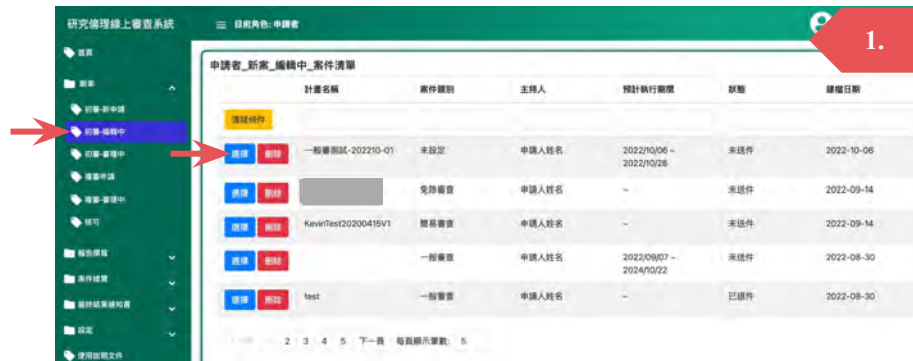 研究倫理線上審查系統
目前角色: 申請者
1.
首頁
新案
初審-新申請
初審-編輯中
初審-審理中
複審申請
複審-審理中
核可
報告撰寫
案件總覽
最終結果通知書
設定
使用說明文件
申請者_新案_編輯中_案件清單
計畫名稱 案件類別 主持人 預計執行期間 狀態 建檔日期
清除條件
選擇 刪除 一般審測試-202210-01 未設定 申請人姓名 2022/10/06 ~ 2022/10/28 未送件 2022-10-06
選擇 刪除 免除審查 申請人姓名 ~ 未送件 2022-09-14
選擇 刪除 KevinTest20200415V1 簡易審查 申請人姓名 ~ 未送件 2022-09-14
選擇 刪除 一般審查 申請人姓名 2022/09/07 ~ 2024/10/22 未送件 2022-08-30
選擇 刪除 test 一般審查 申請人姓名 ~ 已退件 2022-08-30
2 3 4 5 下一頁 每頁顯示筆數: 5